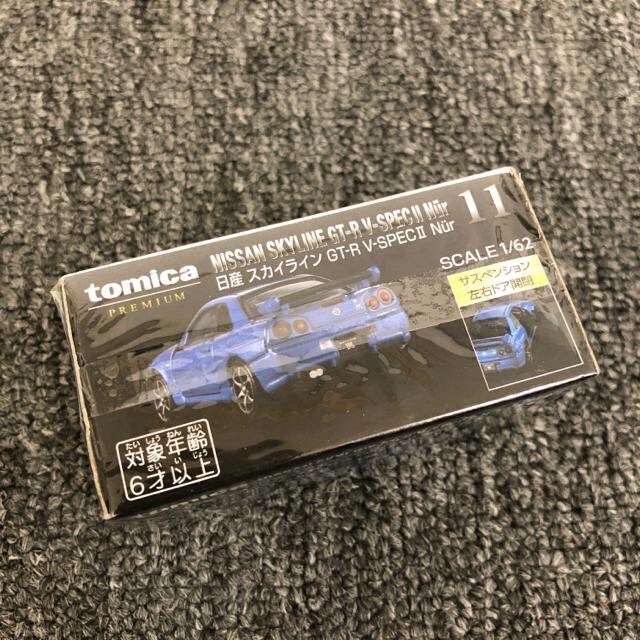 tomica
PREMIUM
NISSAN SKYLINE GT-R V-SPEC II Nür
日産 スカイライン GT-R V-SPECⅡ Nür
11
SCALE 1/62
サスペンション
左右ドア開閉
たい しょう ねん れい
対象年齢
さい い じょう
6才以上